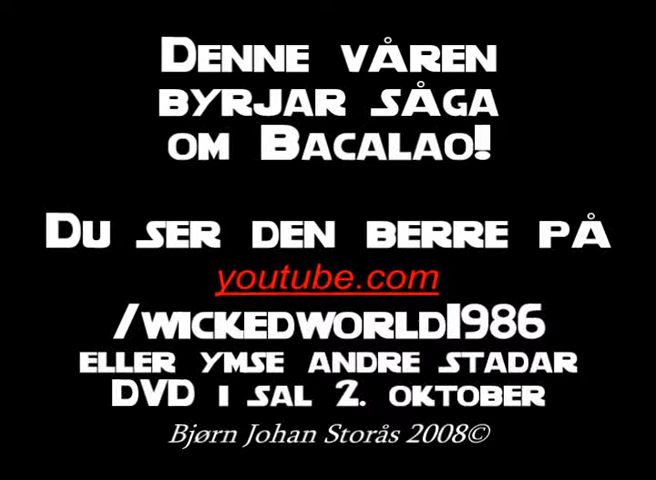 Denne våren
byrjar såga
om Bacalao!
Du ser den berre på
youtube.com
/wickedworld1986
eller ymse andre stadar
DVD i sal 2. oktober
Bjørn Johan Storås 2008©